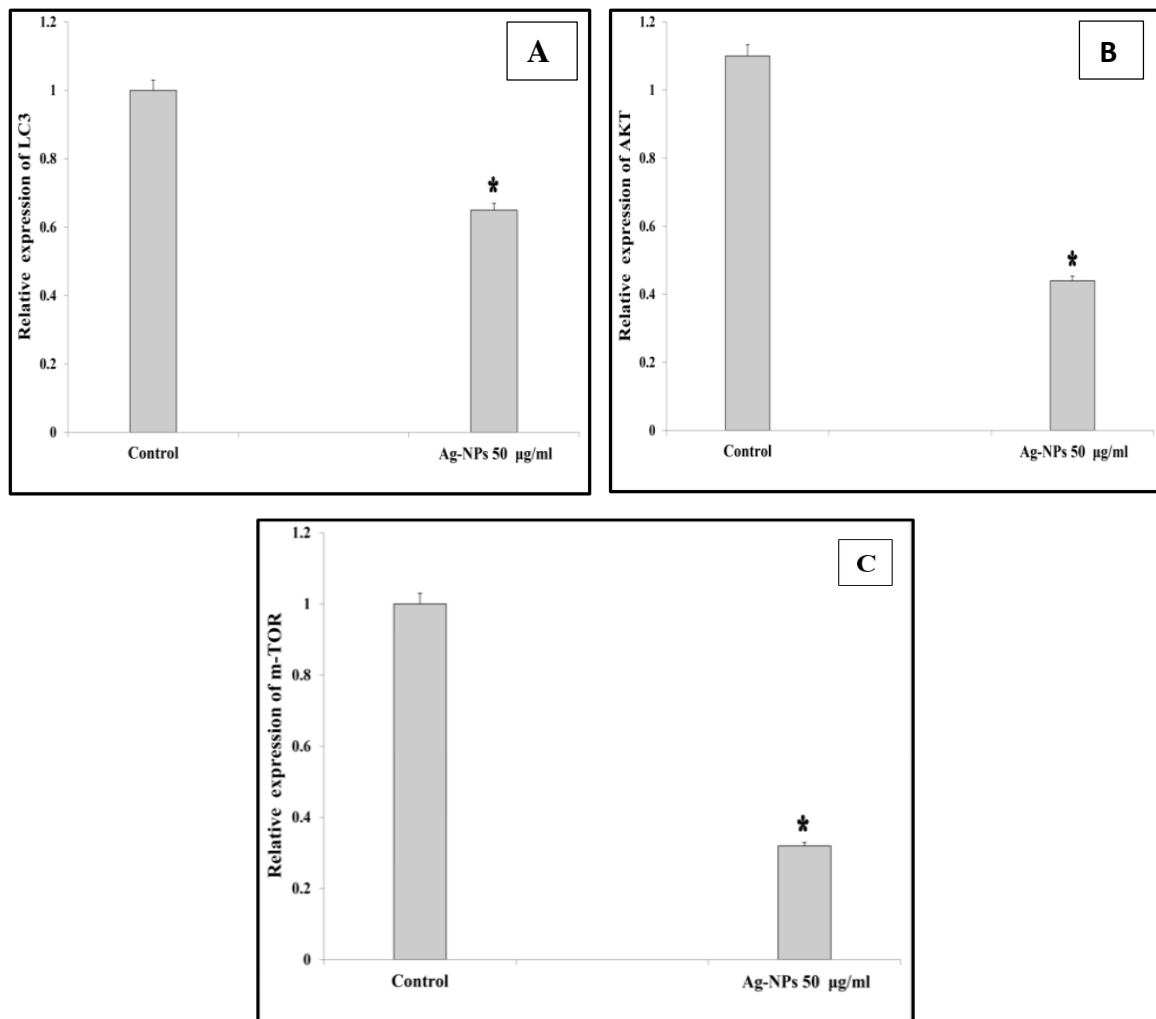 A
Relative expression of LC3
1.2
1
0.8
0.6
0.4
0.2
0
*
Control
Ag-NPs 50 µg/ml
B
Relative expression of AKT
1.2
1
0.8
0.6
0.4
0.2
0
*
Control
Ag-NPs 50 µg/ml
C
Relative expression of m-TOR
1.2
1
0.8
0.6
0.4
0.2
0
*
Control
Ag-NPs 50 µg/ml